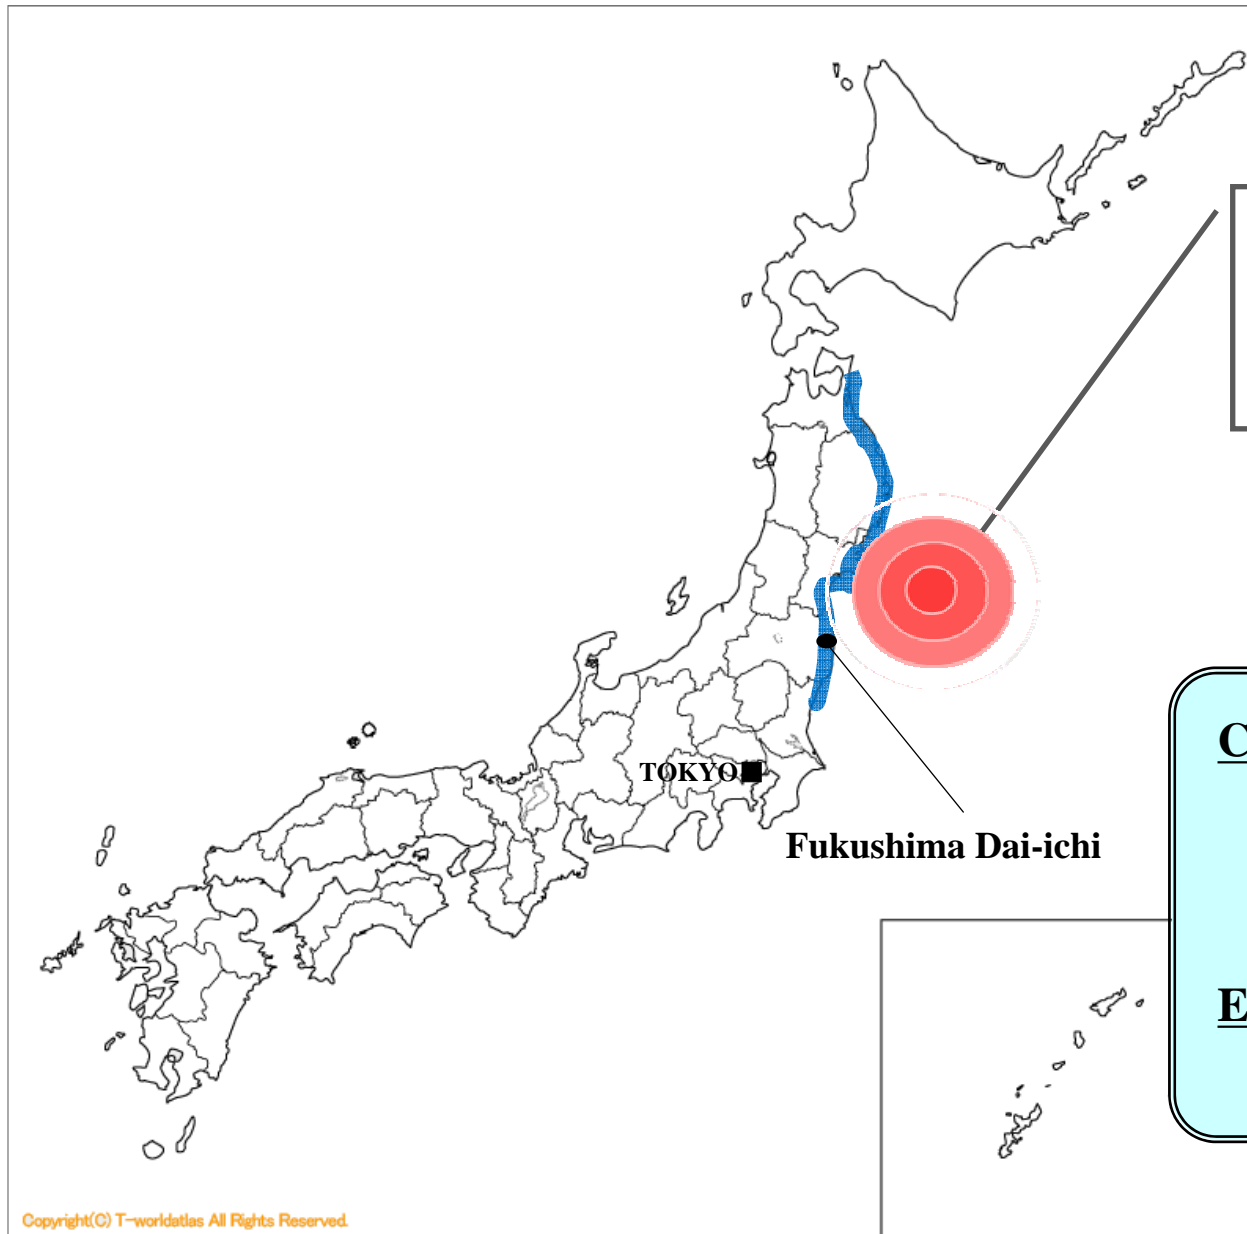 TOKYO
Fukushima Dai-ichi
C
E
Copyright(C) T-worldatlas All Rights Reserved.